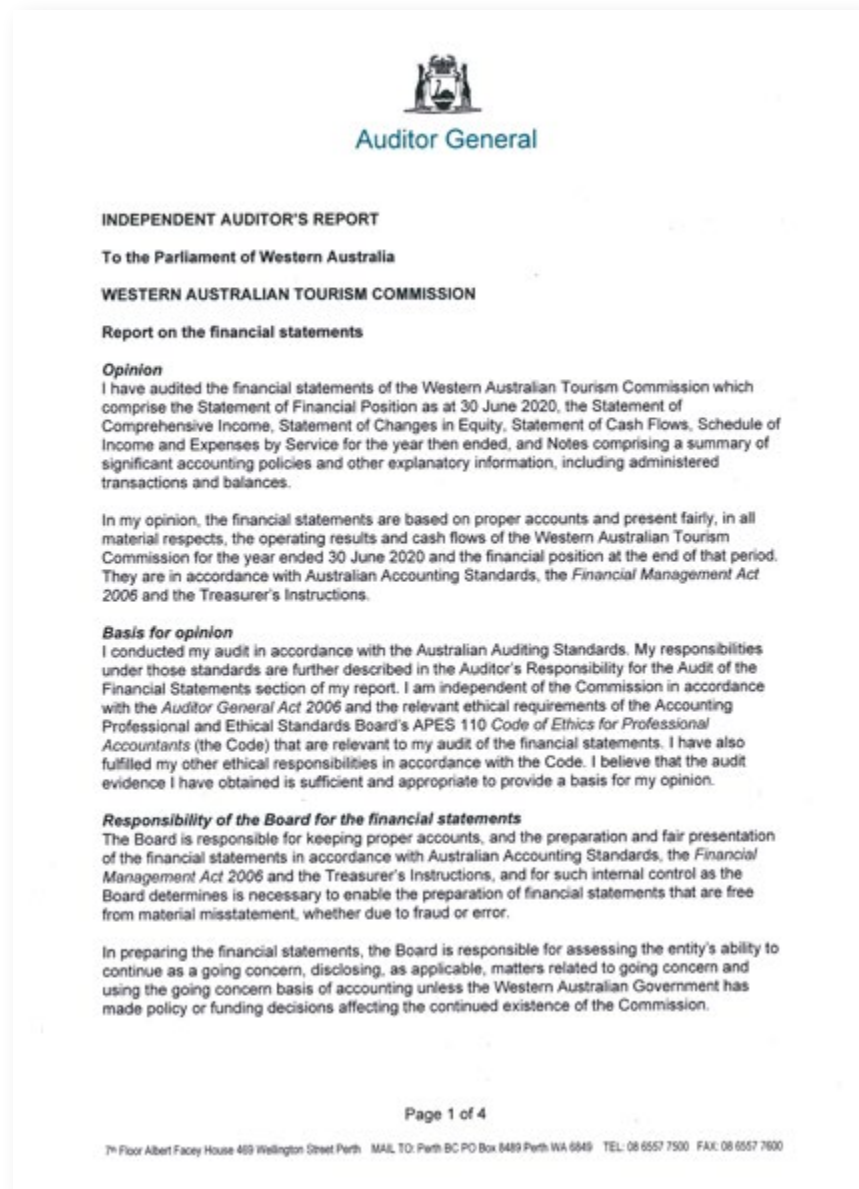 Auditor General
INDEPENDENT AUDITOR'S REPORT
To the Parliament of Western Australia
WESTERN AUSTRALIAN TOURISM COMMISSION
Report on the financial statements
Opinion
I have audited the financial statements of the Western Australian Tourism Commission which
comprise the Statement of Financial Position as at 30 June 2020, the Statement of
Comprehensive Income, Statement of Changes in Equity, Statement of Cash Flows, Schedule of
Income and Expenses by Service for the year then ended, and Notes comprising a summary of
significant accounting policies and other explanatory information, including administered
transactions and balances.
In my opinion, the financial statements are based on proper accounts and present fairly, in all
material respects, the operating results and cash flows of the Western Australian Tourism
Commission for the year ended 30 June 2020 and the financial position at the end of that period.
They are in accordance with Australian Accounting Standards, the Financial Management Act
2006 and the Treasurer's Instructions.
Basis for opinion
I conducted my audit in accordance with the Australian Auditing Standards. My responsibilities
under those standards are further described in the Auditor's Responsibility for the Audit of the
Financial Statements section of my report. I am independent of the Commission in accordance
with the Auditor General Act 2006 and the relevant ethical requirements of the Accounting
Professional and Ethical Standards Board's APES 110 Code of Ethics for Professional
Accountants (the Code) that are relevant to my audit of the financial statements. I have also
fulfilled my other ethical responsibilities in accordance with the Code. I believe that the audit
evidence I have obtained is sufficient and appropriate to provide a basis for my opinion.
Responsibility of the Board for the financial statements
The Board is responsible for keeping proper accounts, and the preparation and fair presentation
of the financial statements in accordance with Australian Accounting Standards, the Financial
Management Act 2006 and the Treasurer's Instructions, and for such internal control as the
Board determines is necessary to enable the preparation of financial statements that are free
from material misstatement, whether due to fraud or error.
In preparing the financial statements, the Board is responsible for assessing the entity's ability to
continue as a going concern, disclosing, as applicable, matters related to going concern and
using the going concern basis of accounting unless the Western Australian Government has
made policy or funding decisions affecting the continued existence of the Commission.
Page 1 of 4
7th Floor Albert Facey House 469 Wellington Street Perth MAIL TO: Perth BC PO Box 8489 Perth WA 6849 TEL: 08 6557 7500 FAX: 08 6557 7600